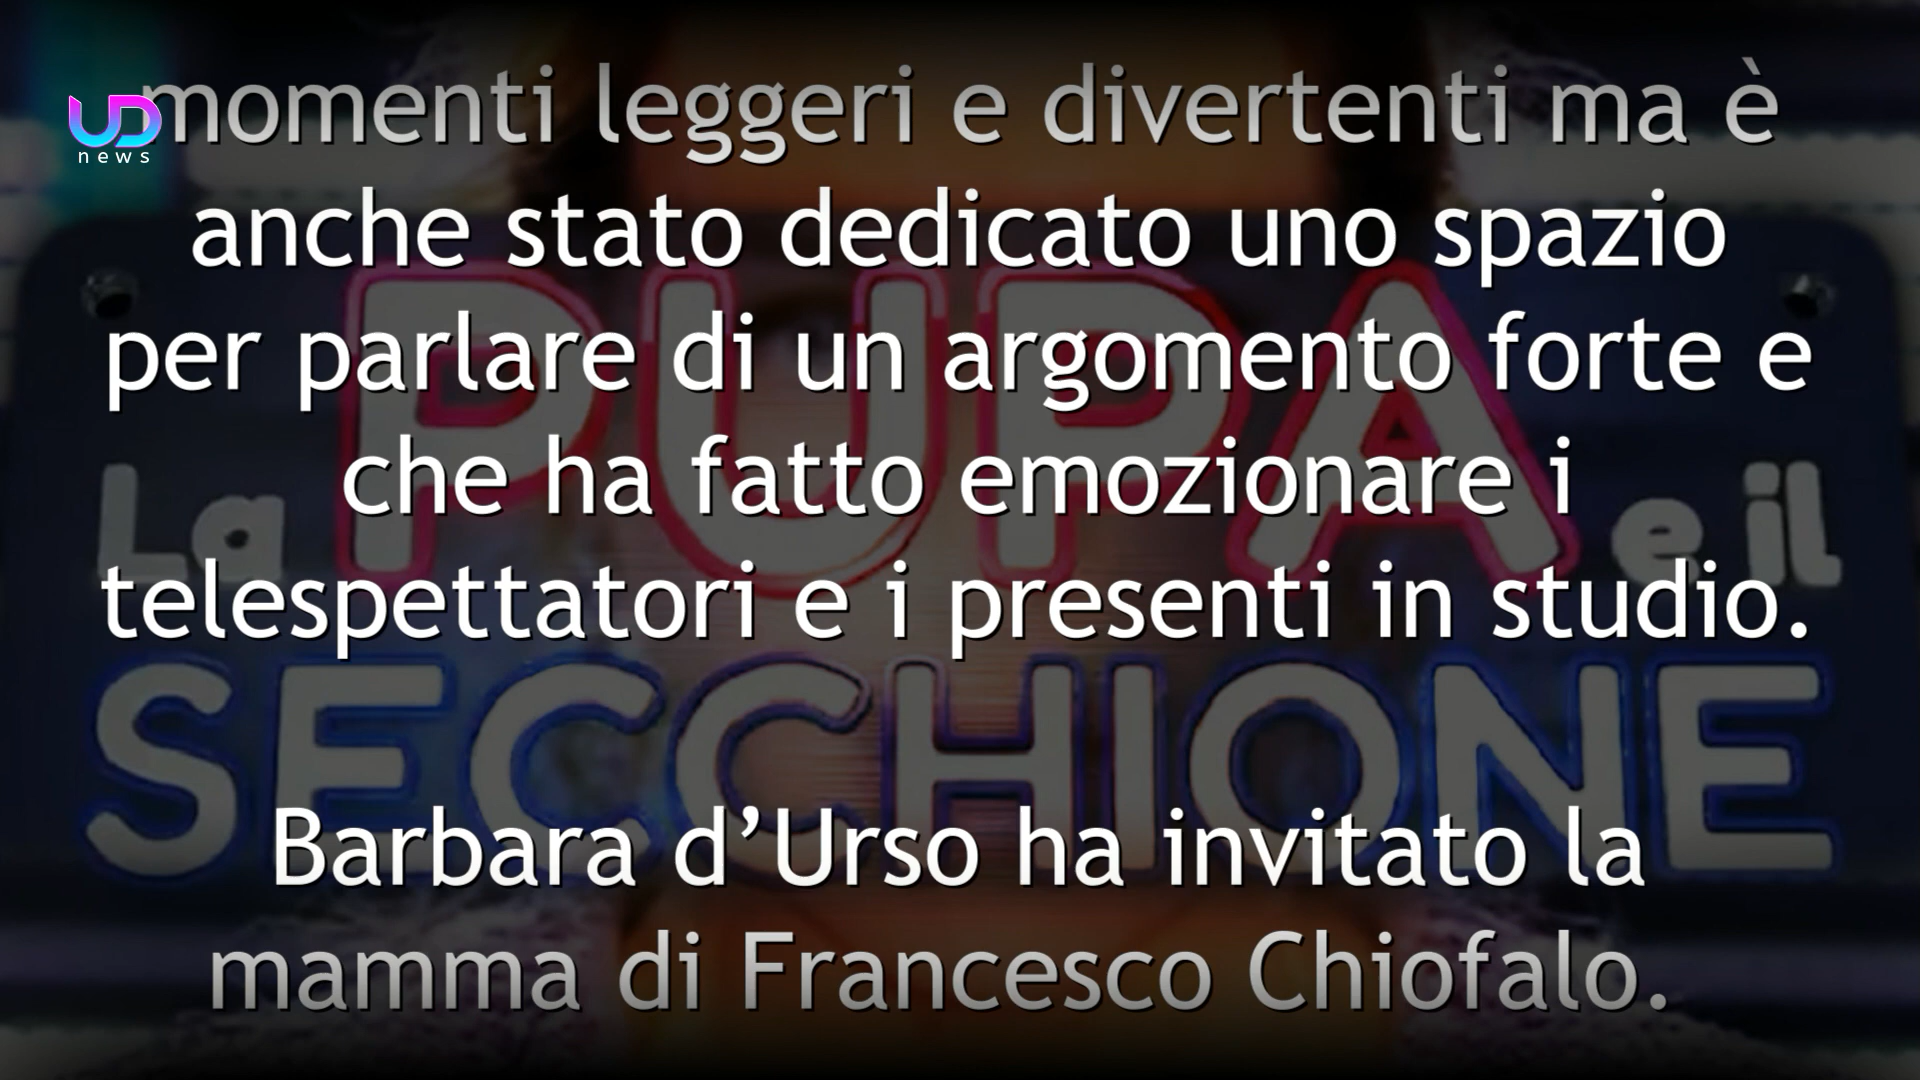 UD
news
momenti leggeri e divertenti ma è
anche stato dedicato uno spazio
per parlare di un argomento forte e
che ha fatto emozionare i
telespettatori e i presenti in studio.
Barbara d’Urso ha invitato la
mamma di Francesco Chiofalo.
La PUPA e il
SECCHIONE